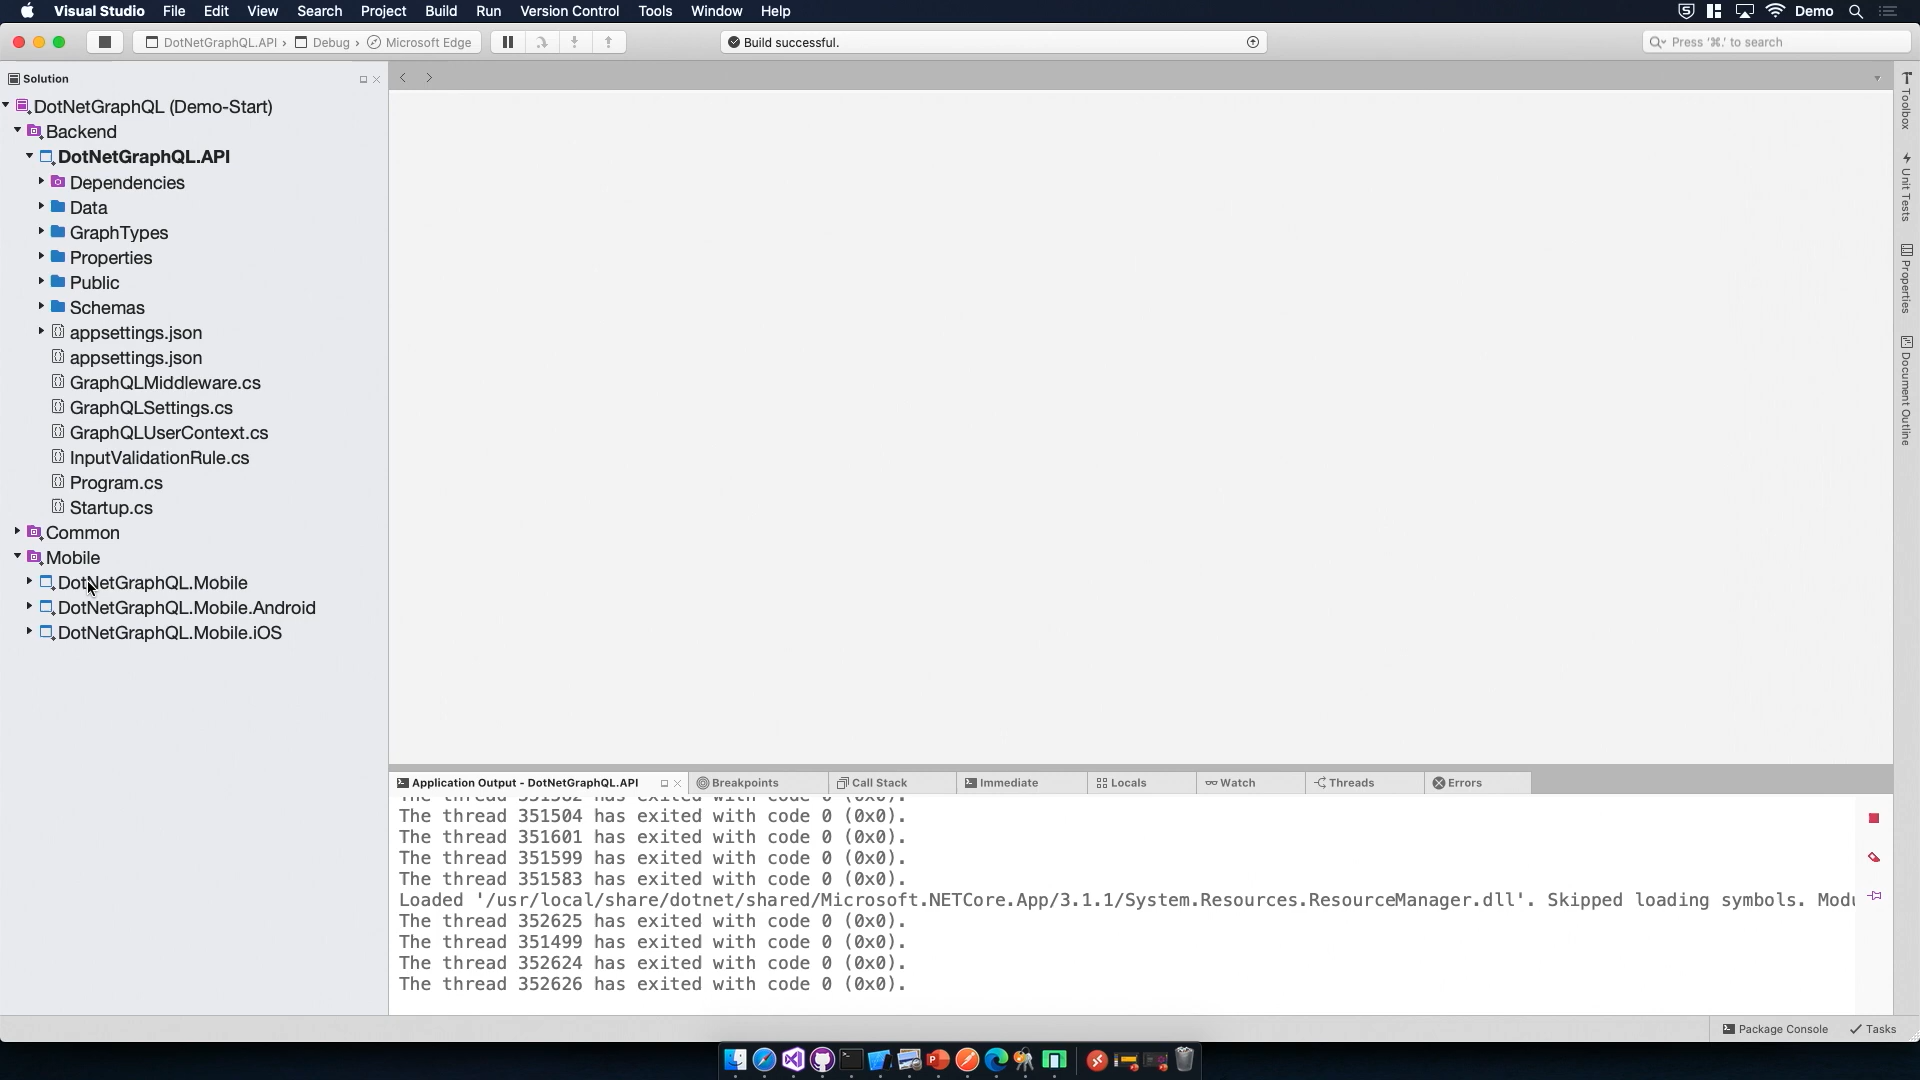 Visual Studio File Edit View Search Project Build Run Version Control Tools Window Help Demo
DotNetGraphQL.API › Debug › Microsoft Edge
Build successful.
Press '⌘.' to search
Solution
DotNetGraphQL (Demo-Start)
Backend
DotNetGraphQL.API
Dependencies
Data
GraphTypes
Properties
Public
Schemas
appsettings.json
appsettings.json
GraphQLMiddleware.cs
GraphQLSettings.cs
GraphQLUserContext.cs
InputValidationRule.cs
Program.cs
Startup.cs
Common
Mobile
DotNetGraphQL.Mobile
DotNetGraphQL.Mobile.Android
DotNetGraphQL.Mobile.iOS
Toolbox
Unit Tests
Properties
Document Outline
Application Output - DotNetGraphQL.API Breakpoints Call Stack Immediate Locals Watch Threads Errors
The thread 351504 has exited with code 0 (0x0).
The thread 351601 has exited with code 0 (0x0).
The thread 351599 has exited with code 0 (0x0).
The thread 351583 has exited with code 0 (0x0).
Loaded '/usr/local/share/dotnet/shared/Microsoft.NETCore.App/3.1.1/System.Resources.ResourceManager.dll'. Skipped loading symbols. Modu
The thread 352625 has exited with code 0 (0x0).
The thread 351499 has exited with code 0 (0x0).
The thread 352624 has exited with code 0 (0x0).
The thread 352626 has exited with code 0 (0x0).
Package Console Tasks